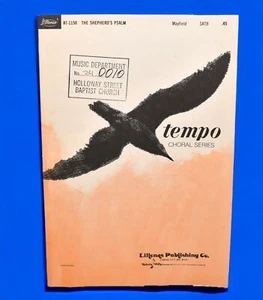 AT-1158 THE SHEPHERD'S PSALM Mayfield SATB .45
MUSIC DEPARTMENT
No. 24 0010
HOLLOWAY STREET
BAPTIST CHURCH
tempo
CHORAL SERIES
Lillenas Publishing Co.